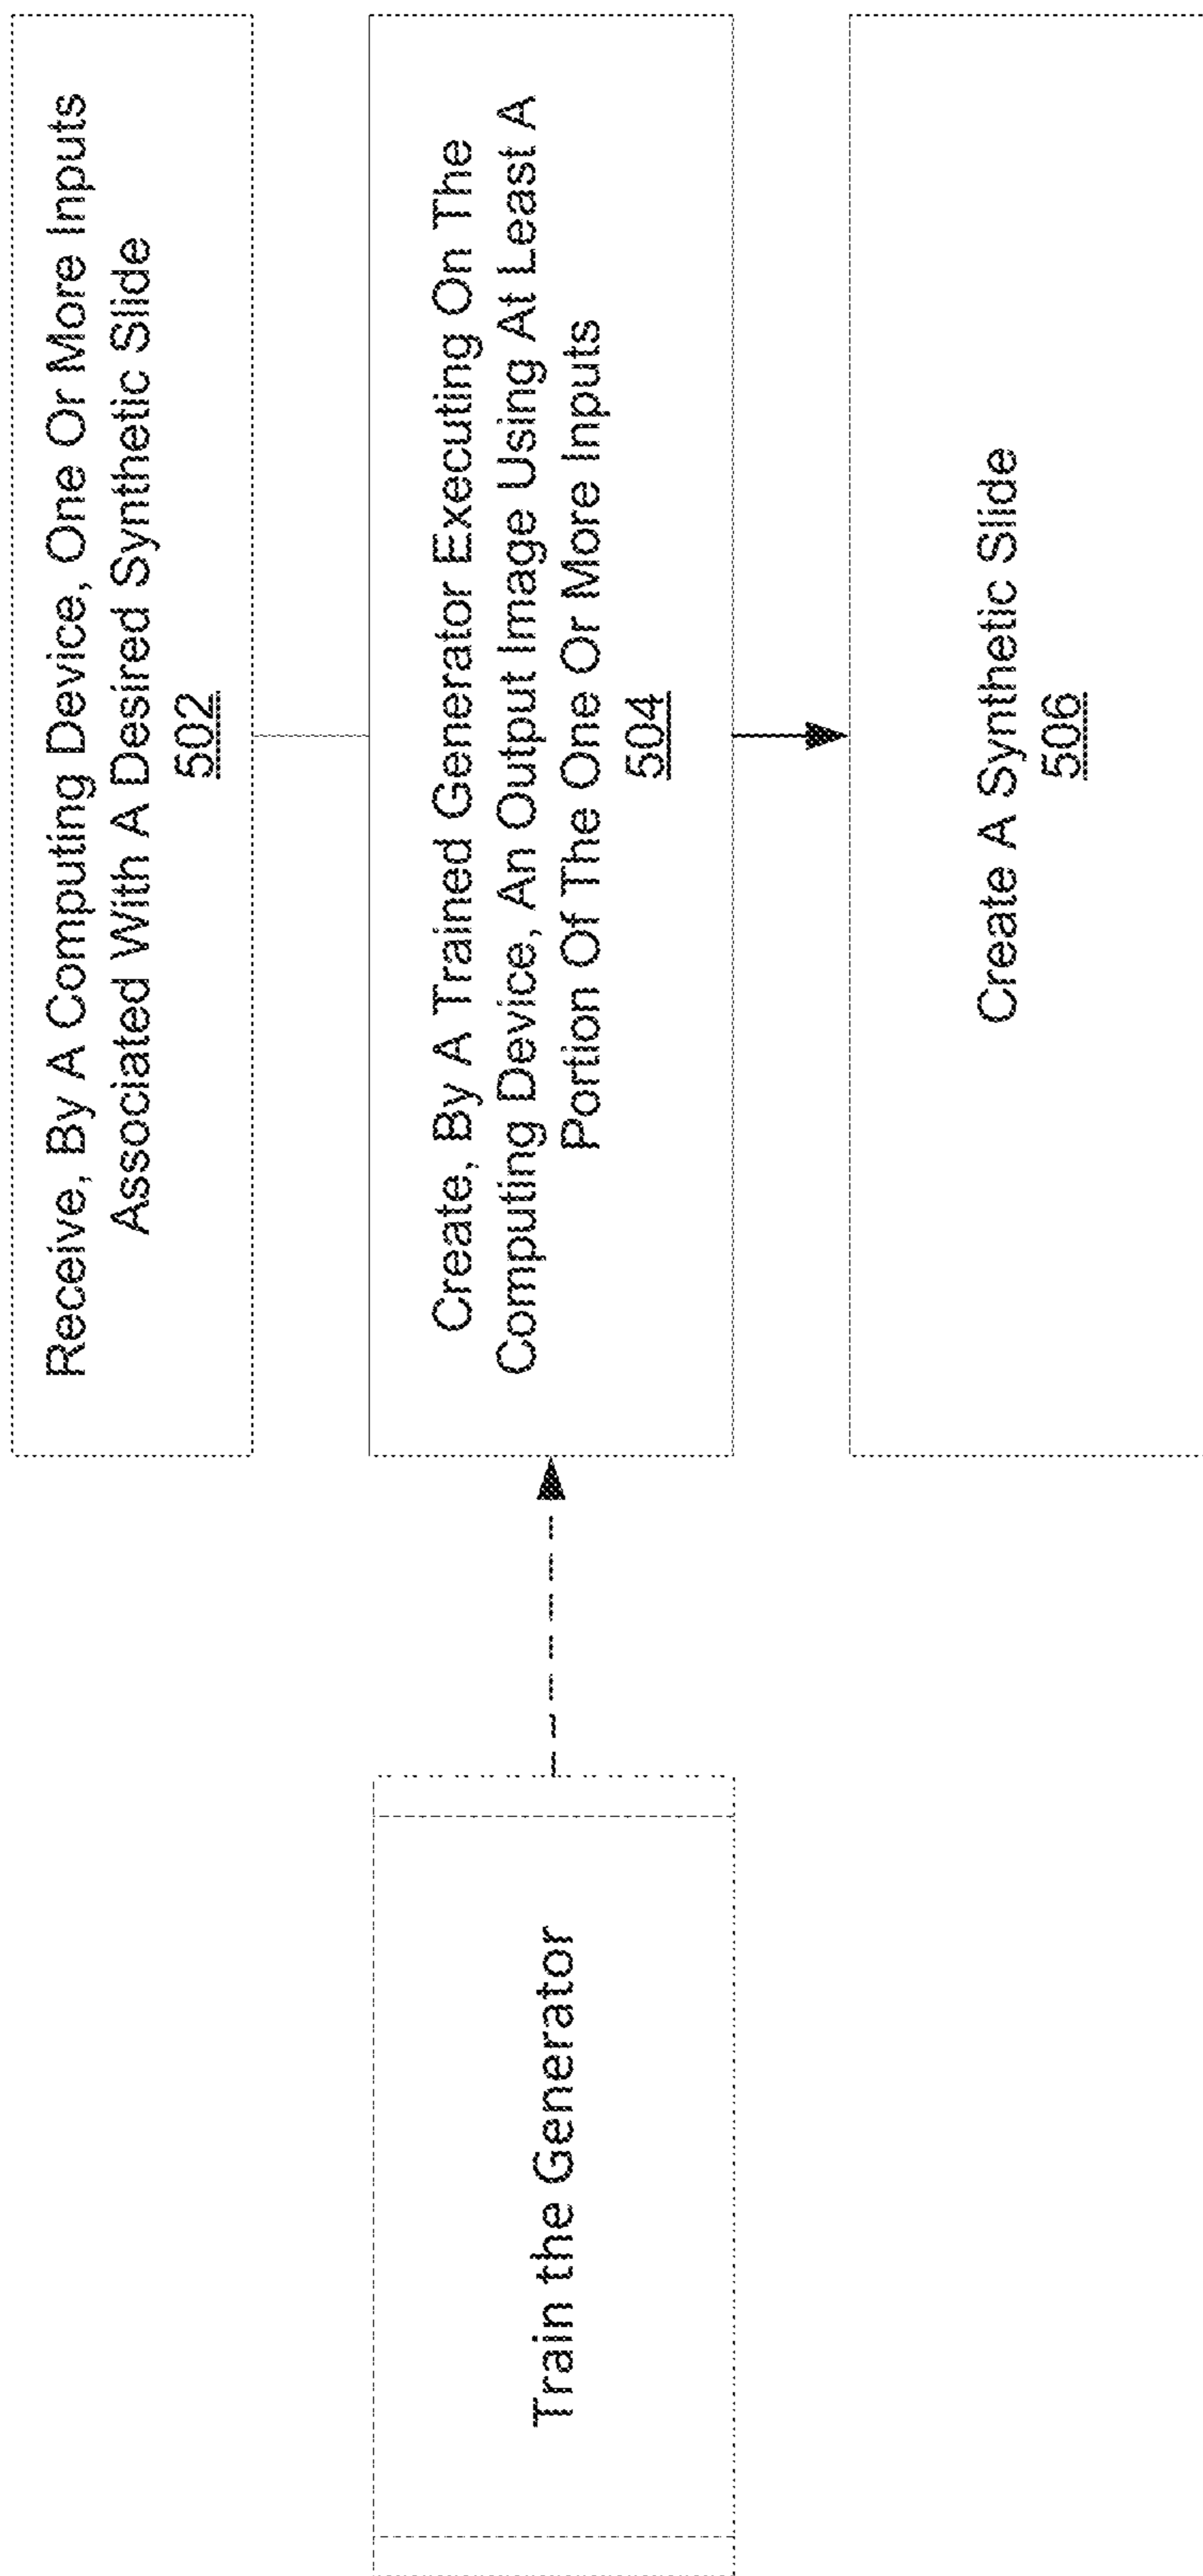 Receive, By A Computing Device, One Or More Inputs
Associated With A Desired Synthetic Slide
502
Create, By A Trained Generator Executing On The
Computing Device, An Output Image Using At Least A
Portion Of The One Or More Inputs
504
Create A Synthetic Slide
506
Train the Generator